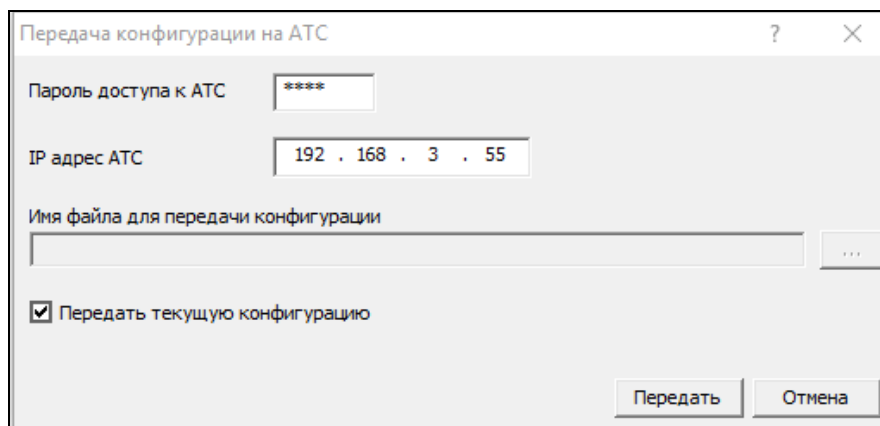 Передача конфигурации на АТС ? ×
Пароль доступа к АТС ****
IP адрес АТС 192 . 168 . 3 . 55
Имя файла для передачи конфигурации
...
Передать текущую конфигурацию
Передать Отмена